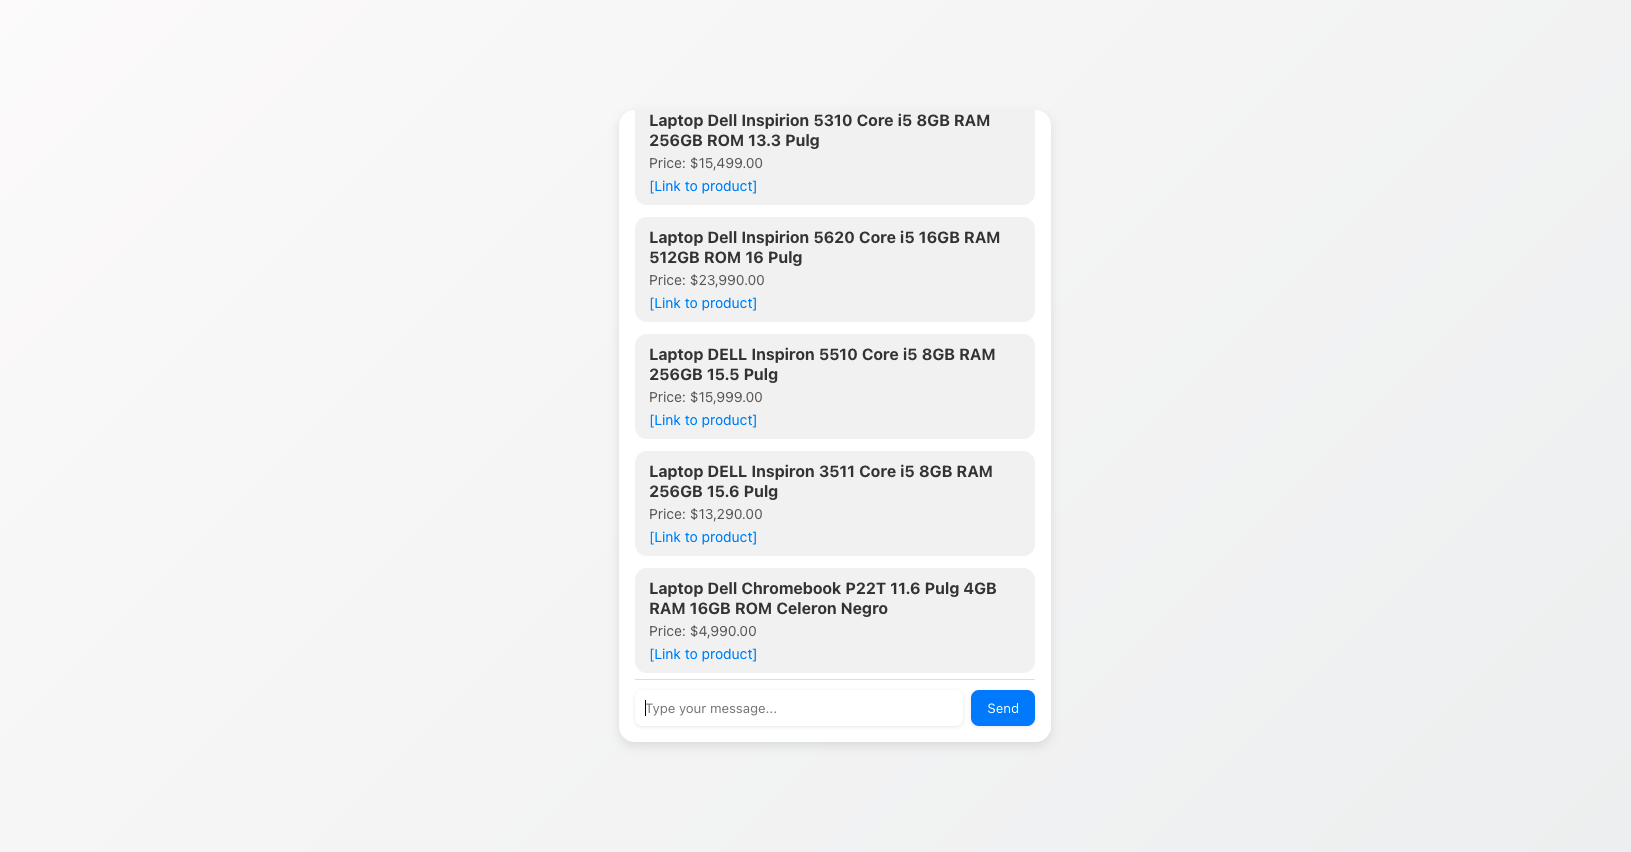 Laptop Dell Inspirion 5310 Core i5 8GB RAM
256GB ROM 13.3 Pulg
Price: $15,499.00
[Link to product]
Laptop Dell Inspirion 5620 Core i5 16GB RAM
512GB ROM 16 Pulg
Price: $23,990.00
[Link to product]
Laptop DELL Inspiron 5510 Core i5 8GB RAM
256GB 15.5 Pulg
Price: $15,999.00
[Link to product]
Laptop DELL Inspiron 3511 Core i5 8GB RAM
256GB 15.6 Pulg
Price: $13,290.00
[Link to product]
Laptop Dell Chromebook P22T 11.6 Pulg 4GB
RAM 16GB ROM Celeron Negro
Price: $4,990.00
[Link to product]
Type your message...
Send